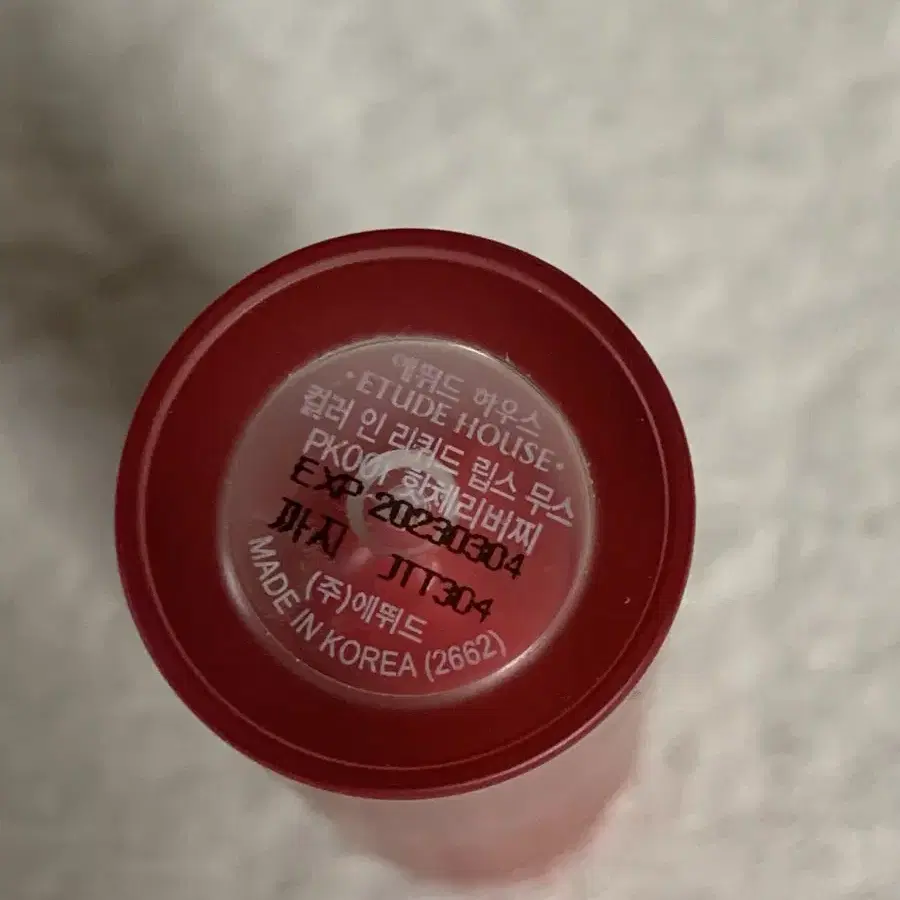 에뛰드 하우스
·ETUDE HOUSE·
컬러 인 리퀴드 립스 무스
PK001 핫체리버찌
EXP 20230304
까지 JTT304
(주)에뛰드
MADE IN KOREA (2662)